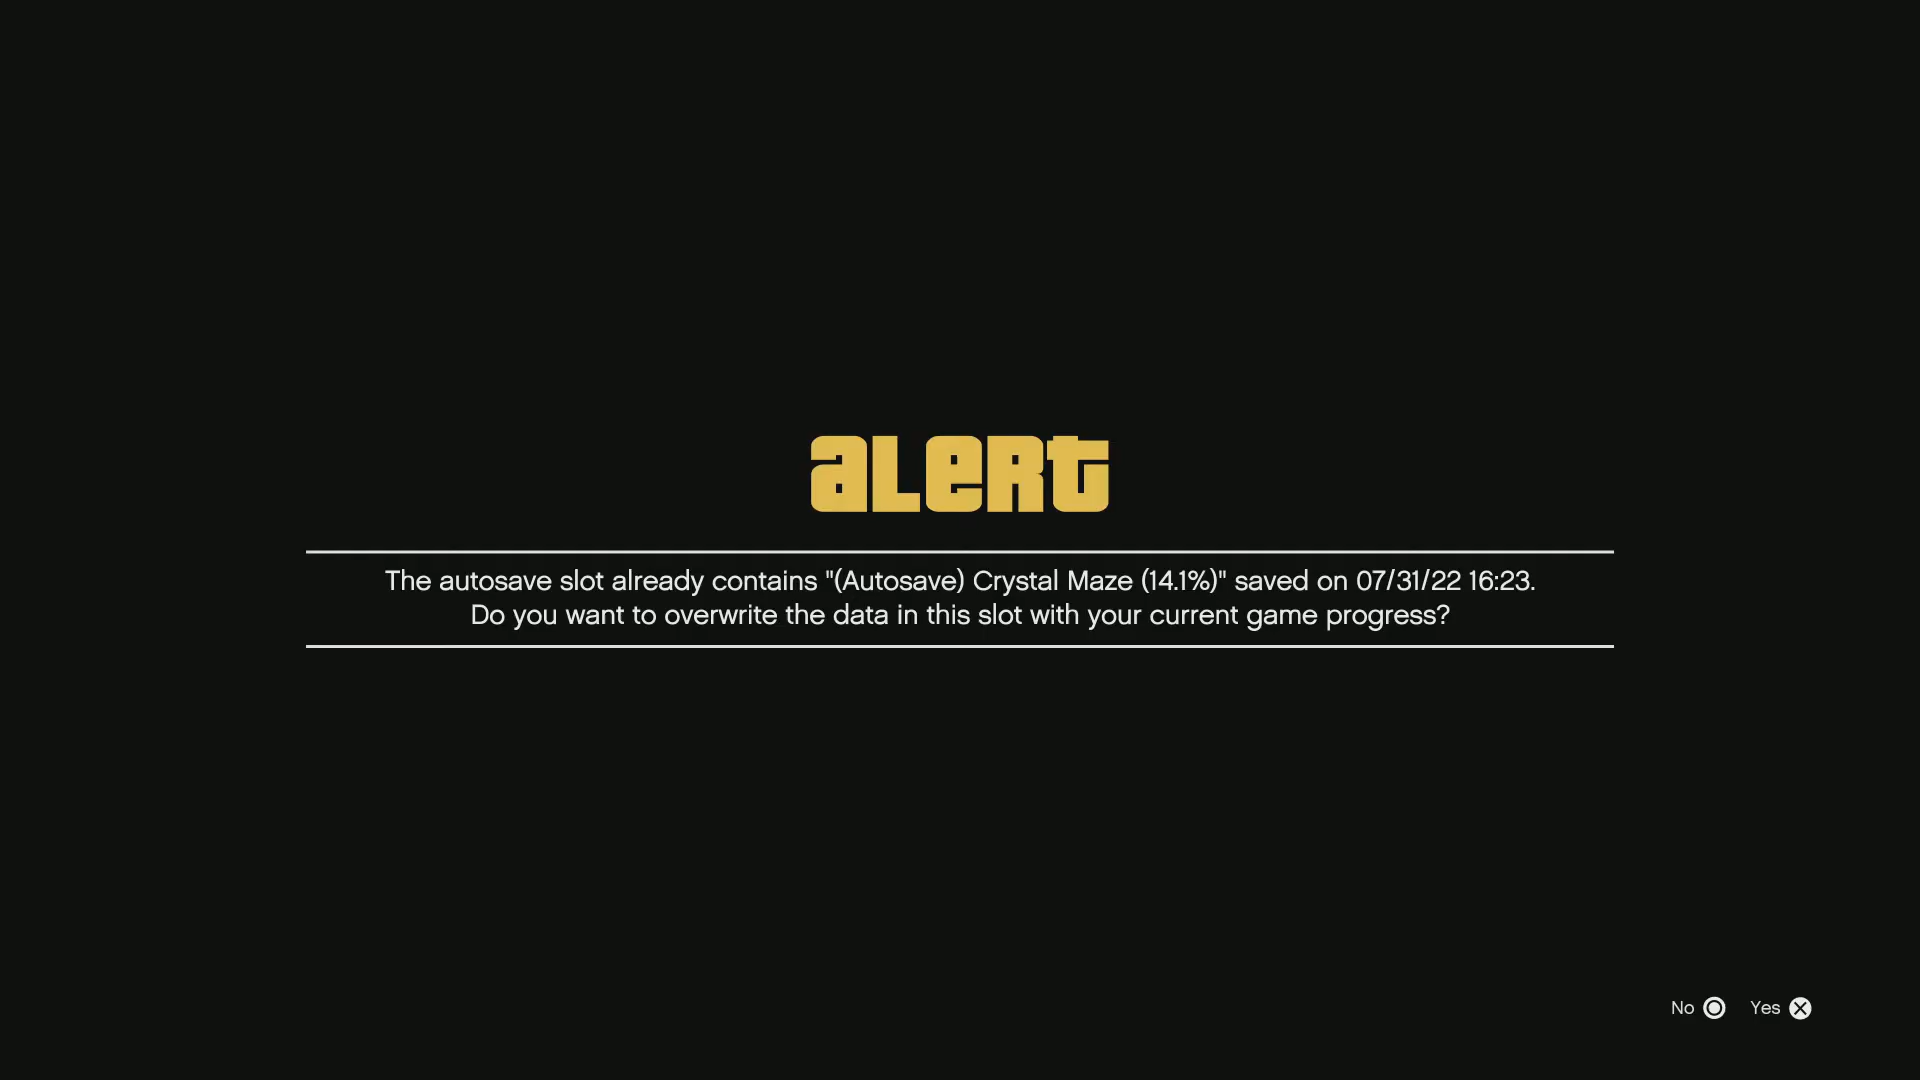 aLeRt
The autosave slot already contains "(Autosave) Crystal Maze (14.1%)" saved on 07/31/22 16:23.
Do you want to overwrite the data in this slot with your current game progress?
No Yes